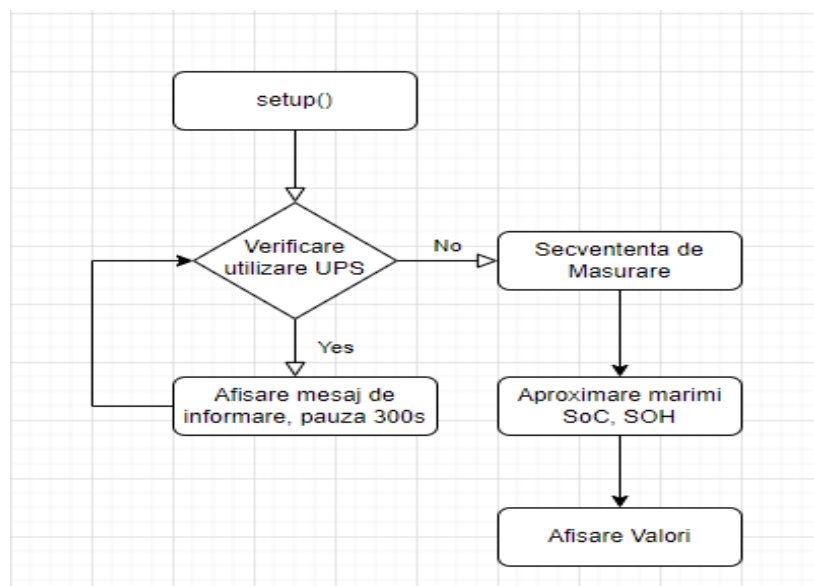 setup()
Verificare
utilizare UPS
No
Secvententa de
Masurare
Yes
Afisare mesaj de
informare, pauza 300s
Aproximare marimi
SoC, SOH
Afisare Valori